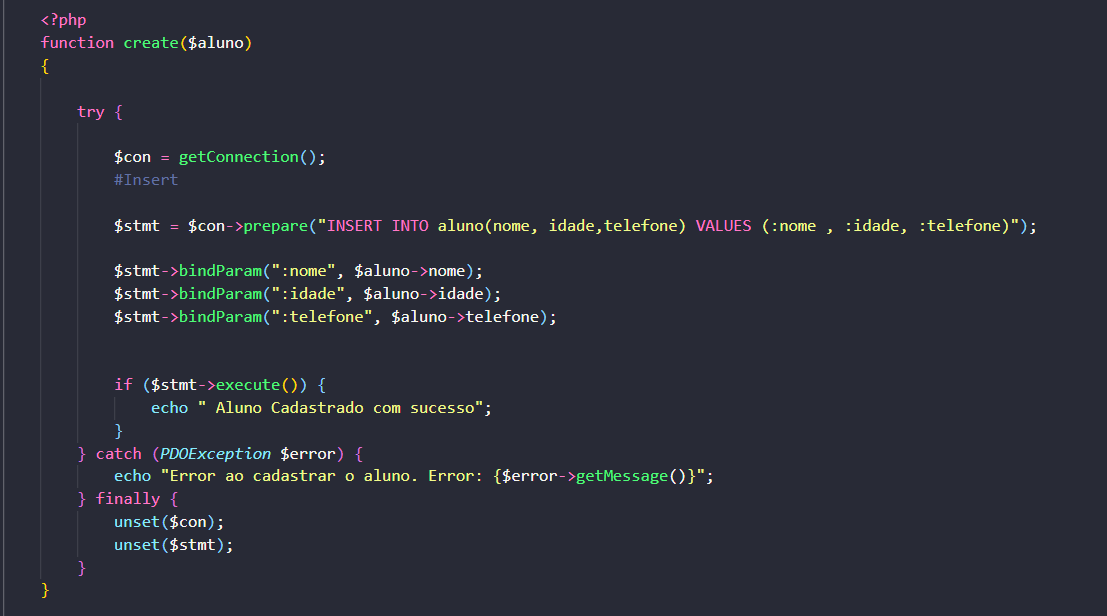 <?php
function create($aluno)
{
try {
$con = getConnection();
#Insert
$stmt = $con->prepare("INSERT INTO aluno(nome, idade,telefone) VALUES (:nome , :idade, :telefone)");
$stmt->bindParam(":nome", $aluno->nome);
$stmt->bindParam(":idade", $aluno->idade);
$stmt->bindParam(":telefone", $aluno->telefone);
if ($stmt->execute()) {
echo " Aluno Cadastrado com sucesso";
}
} catch (PDOException $error) {
echo "Error ao cadastrar o aluno. Error: {$error->getMessage()}";
} finally {
unset($con);
unset($stmt);
}
}